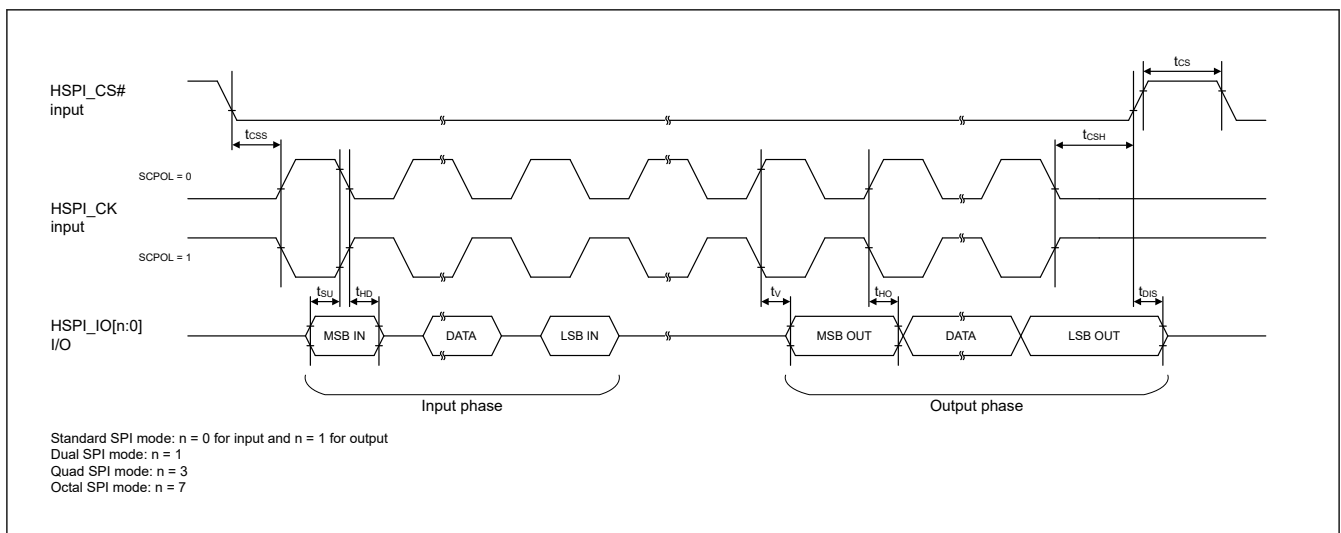 tCS
HSPI_CS#
input
tCSS
tCSH
SCPOL = 0
HSPI_CK
input
SCPOL = 1
tSU
tHD
tV
tHO
tDIS
HSPI_IO[n:0]
I/O
MSB IN
DATA
LSB IN
MSB OUT
DATA
LSB OUT
Input phase
Output phase
Standard SPI mode: n = 0 for input and n = 1 for output
Dual SPI mode: n = 1
Quad SPI mode: n = 3
Octal SPI mode: n = 7